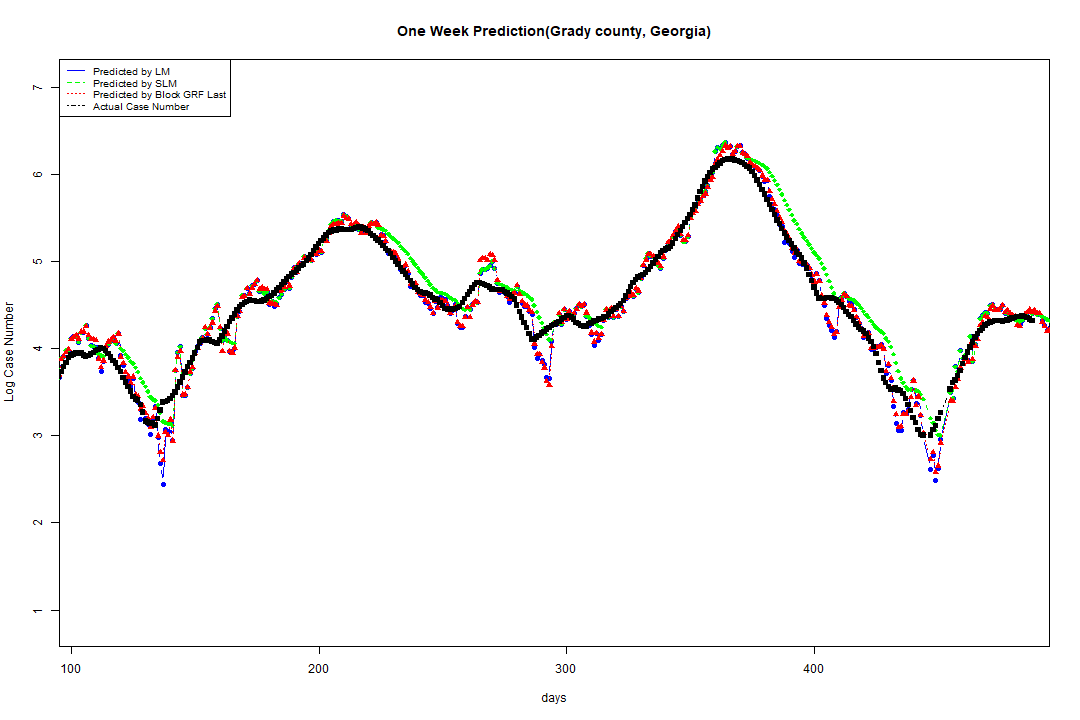 One Week Prediction(Grady county, Georgia)
Predicted by LM
Predicted by SLM
Predicted by Block GRF Last
Actual Case Number
7
6
5
4
3
2
1
Log Case Number
100 200 300 400
days